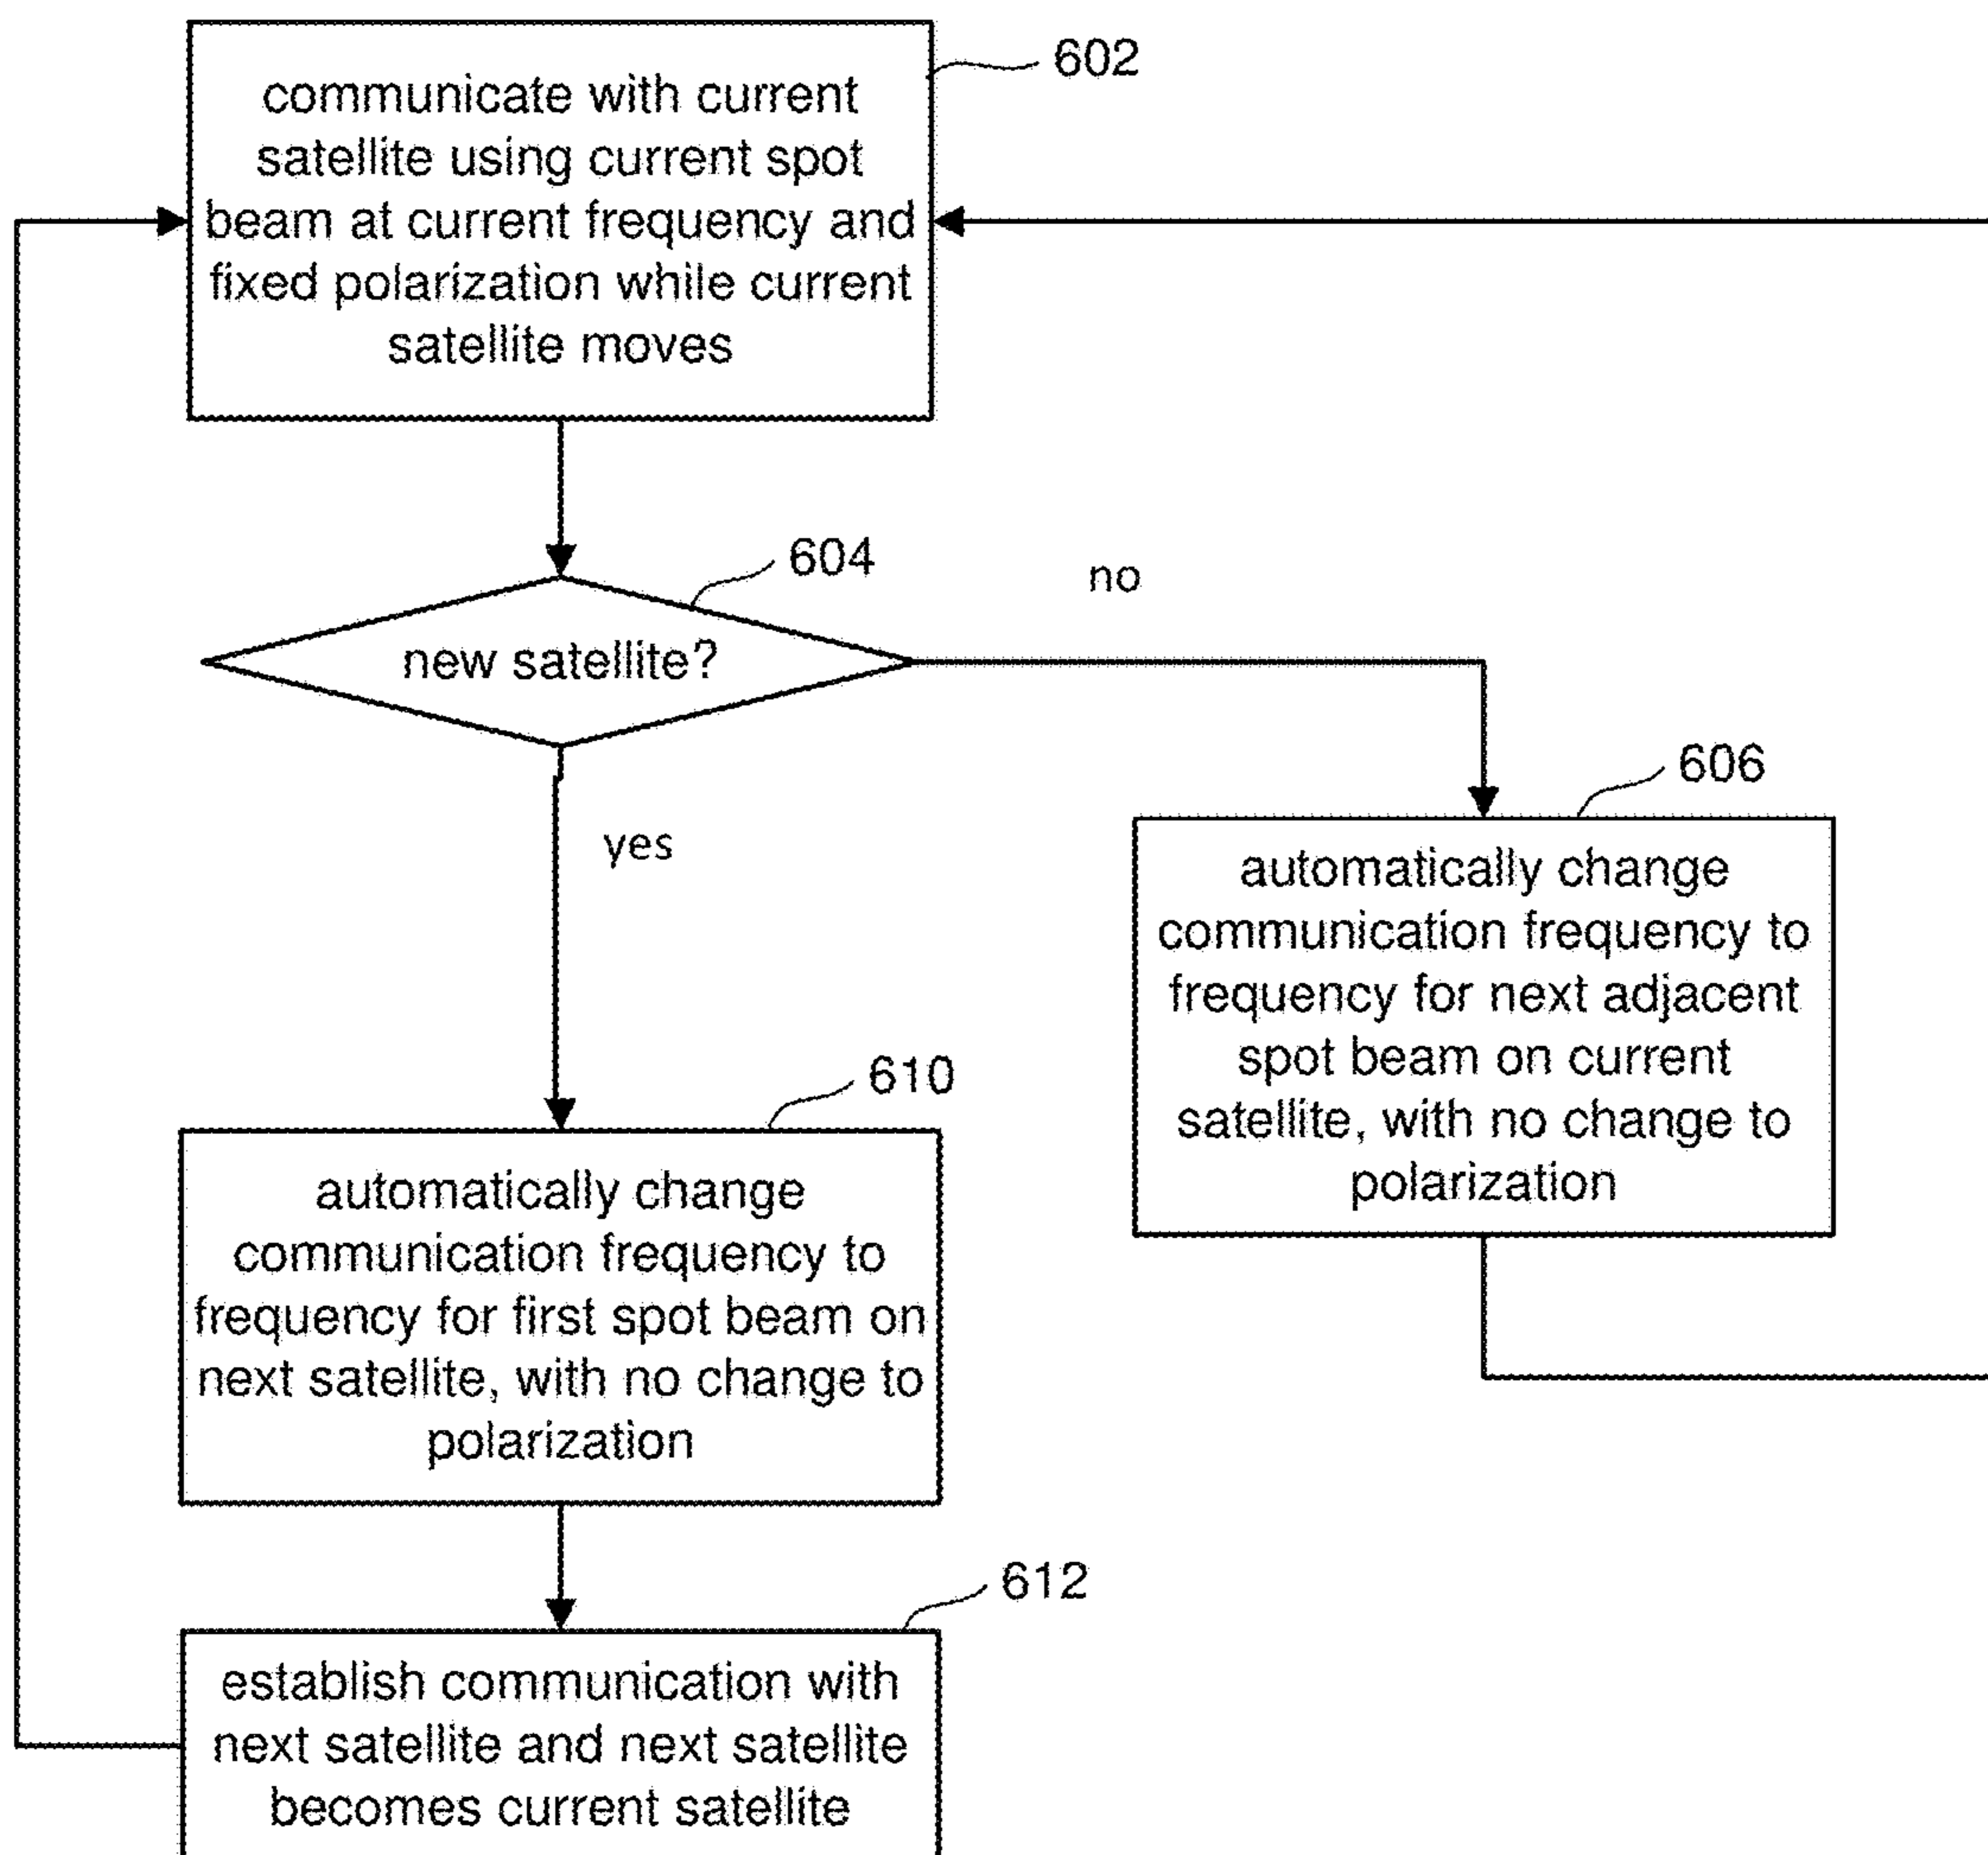 602
communicate with current
satellite using current spot
beam at current frequency and
fixed polarization while current
satellite moves
604
no
new satellite?
606
yes
automatically change
communication frequency to
frequency for next adjacent
spot beam on current
satellite, with no change to
polarization
610
automatically change
communication frequency to
frequency for first spot beam on
next satellite, with no change to
polarization
612
establish communication with
next satellite and next satellite
becomes current satellite